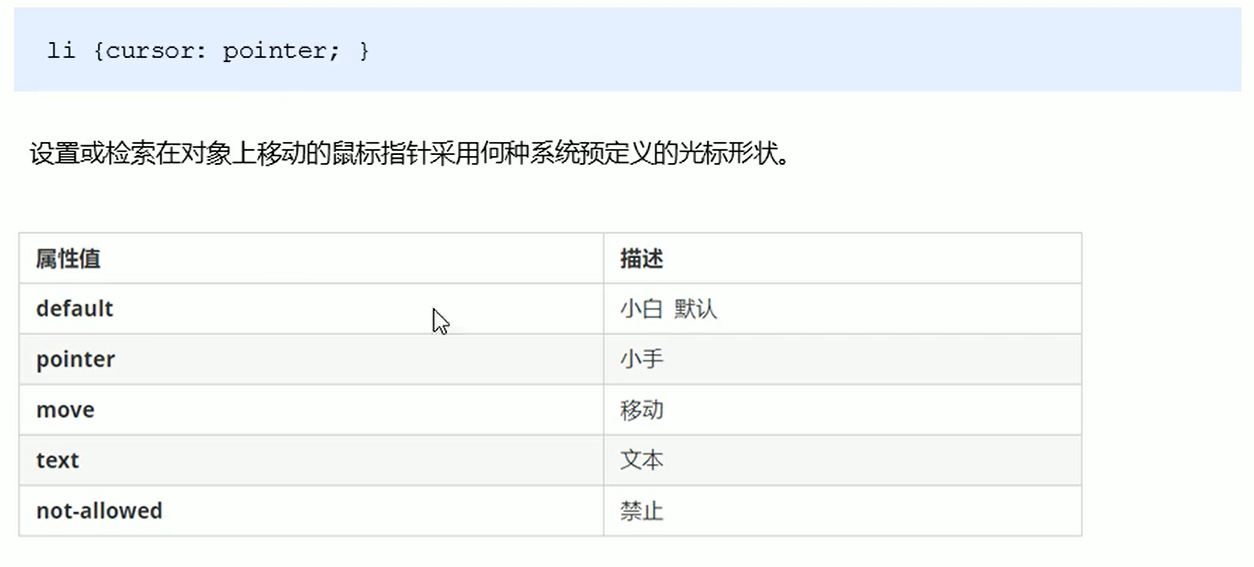 li {cursor: pointer; }
设置或检索在对象上移动的鼠标指针采用何种系统预定义的光标形状。
属性值 描述
default 小白 默认
pointer 小手
move 移动
text 文本
not-allowed 禁止